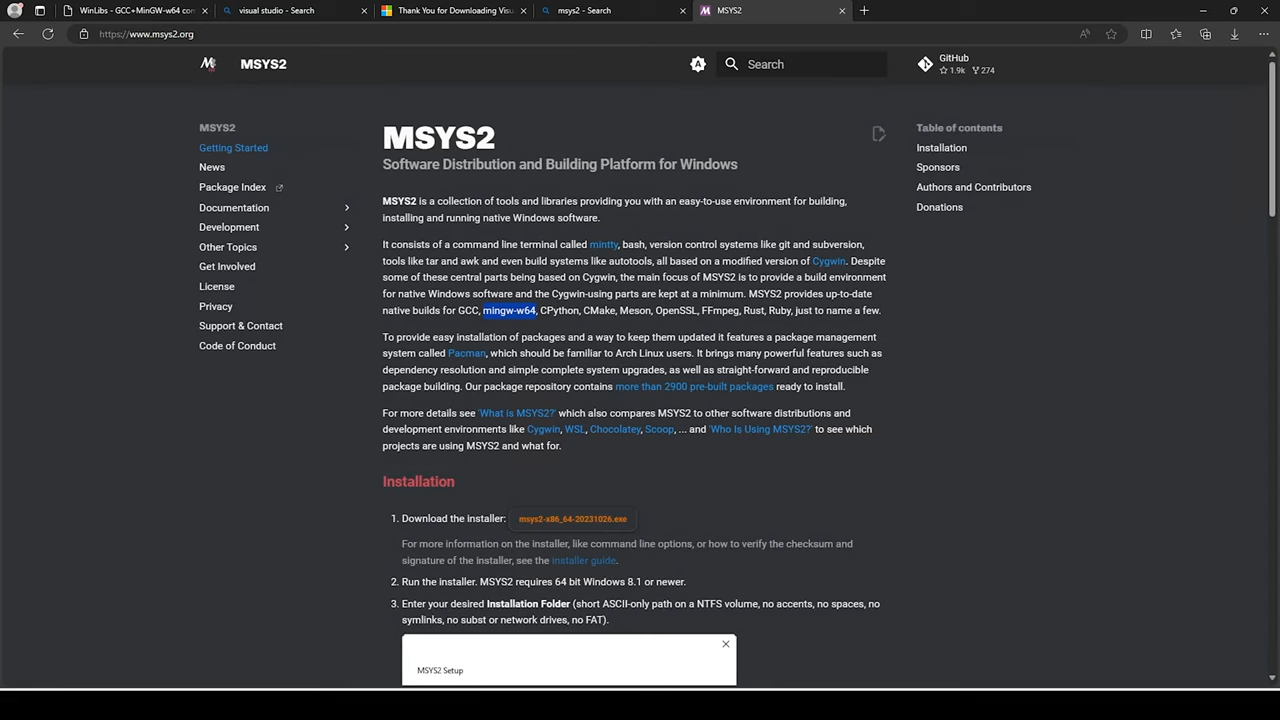 WinLibs - GCC+MinGW-w64 con
visual studio - Search
Thank You for Downloading Visu
msys2 - Search
MSYS2
https://www.msys2.org
MSYS2
Search
GitHub
1.9k 274
MSYS2
Getting Started
News
Package Index
Documentation
Development
Other Topics
Get Involved
License
Privacy
Support & Contact
Code of Conduct
MSYS2
Software Distribution and Building Platform for Windows
MSYS2 is a collection of tools and libraries providing you with an easy-to-use environment for building,
installing and running native Windows software.
It consists of a command line terminal called mintty, bash, version control systems like git and subversion,
tools like tar and awk and even build systems like autotools, all based on a modified version of Cygwin. Despite
some of these central parts being based on Cygwin, the main focus of MSYS2 is to provide a build environment
for native Windows software and the Cygwin-using parts are kept at a minimum. MSYS2 provides up-to-date
native builds for GCC, mingw-w64, CPython, CMake, Meson, OpenSSL, FFmpeg, Rust, Ruby, just to name a few.
To provide easy installation of packages and a way to keep them updated it features a package management
system called Pacman, which should be familiar to Arch Linux users. It brings many powerful features such as
dependency resolution and simple complete system upgrades, as well as straight-forward and reproducible
package building. Our package repository contains more than 2900 pre-built packages ready to install.
For more details see 'What is MSYS2?' which also compares MSYS2 to other software distributions and
development environments like Cygwin, WSL, Chocolatey, Scoop, ... and 'Who Is Using MSYS2?' to see which
projects are using MSYS2 and what for.
Installation
1. Download the installer: msys2-x86_64-20231026.exe
For more information on the installer, like command line options, or how to verify the checksum and
signature of the installer, see the installer guide.
2. Run the installer. MSYS2 requires 64 bit Windows 8.1 or newer.
3. Enter your desired Installation Folder (short ASCII-only path on a NTFS volume, no accents, no spaces, no
symlinks, no subst or network drives, no FAT).
MSYS2 Setup
Table of contents
Installation
Sponsors
Authors and Contributors
Donations